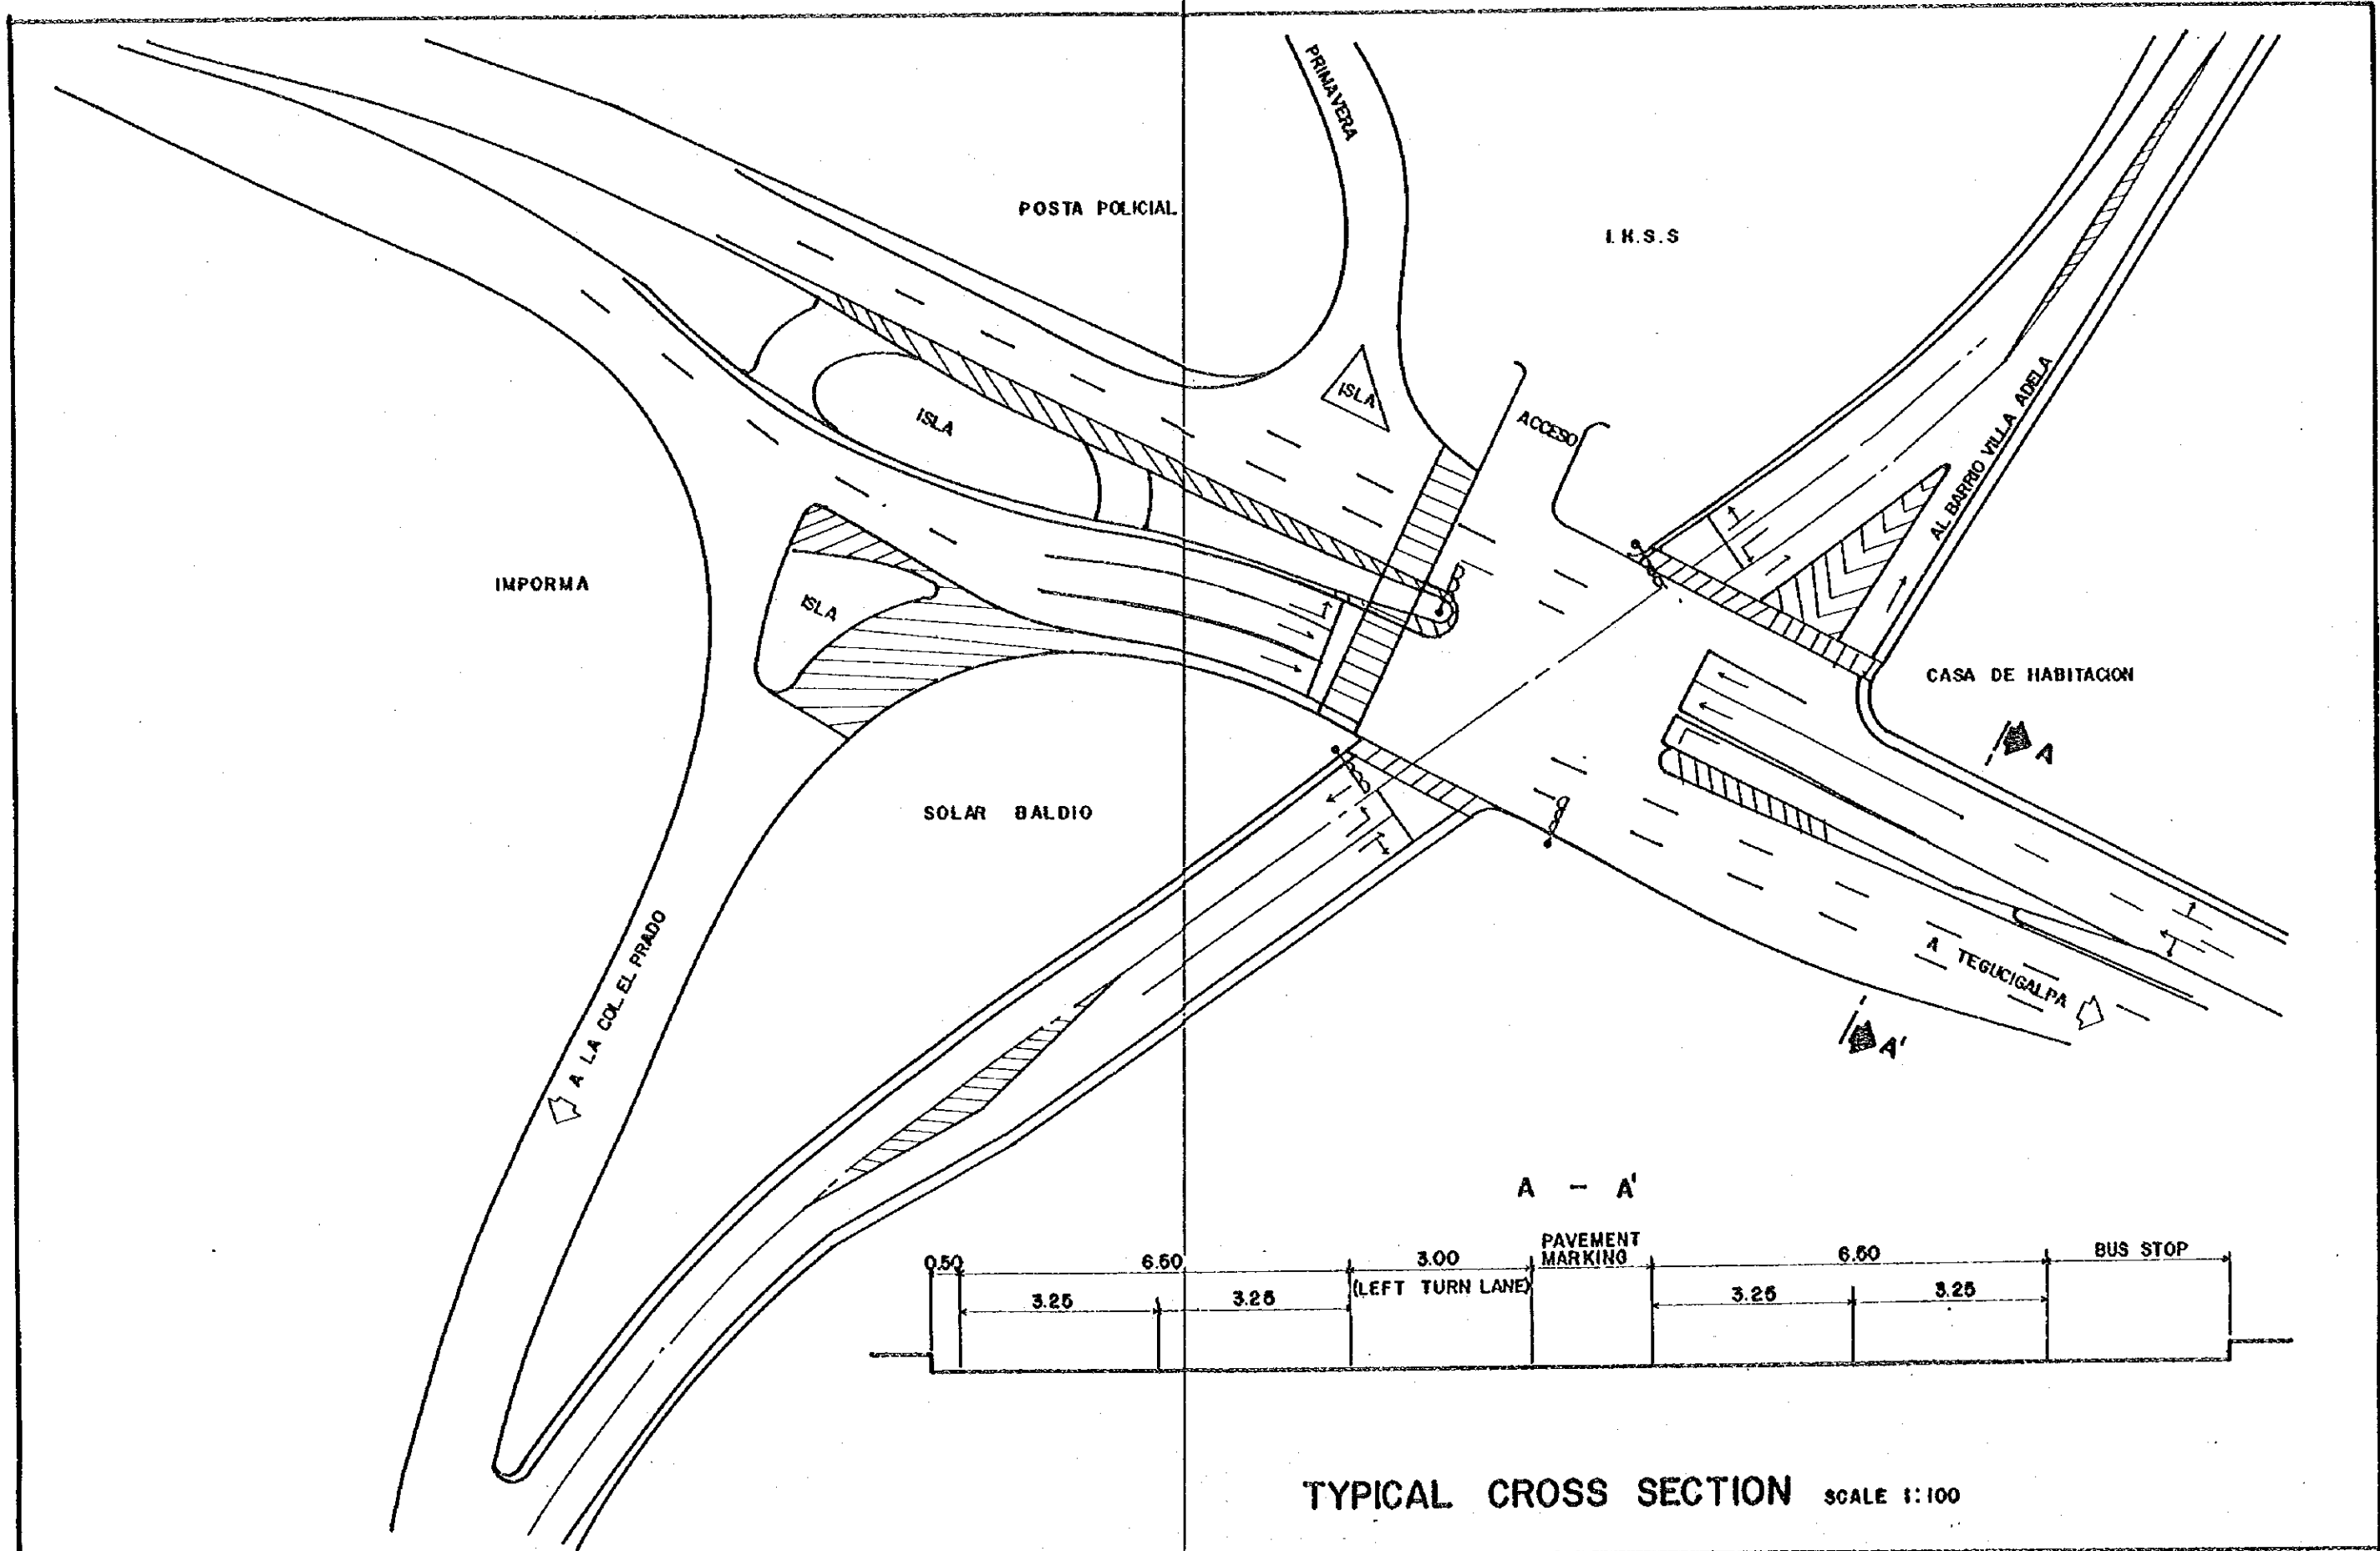 PRIMAVERA
POSTA POLICIAL
I.H.S.S
ISLA
ACCESO
ISLA
AL BARRIO VILLA ADELA
IMPORMA
ISLA
CASA DE HABITACION
A
SOLAR BALDIO
A LA COL. EL PRADO
A TEGUCIGALPA
A'
A - A'
0.50
6.50
3.00
PAVEMENT
MARKING
6.50
BUS STOP
(LEFT TURN LANE)
3.25
3.25
3.25
3.25
TYPICAL CROSS SECTION SCALE 1:100